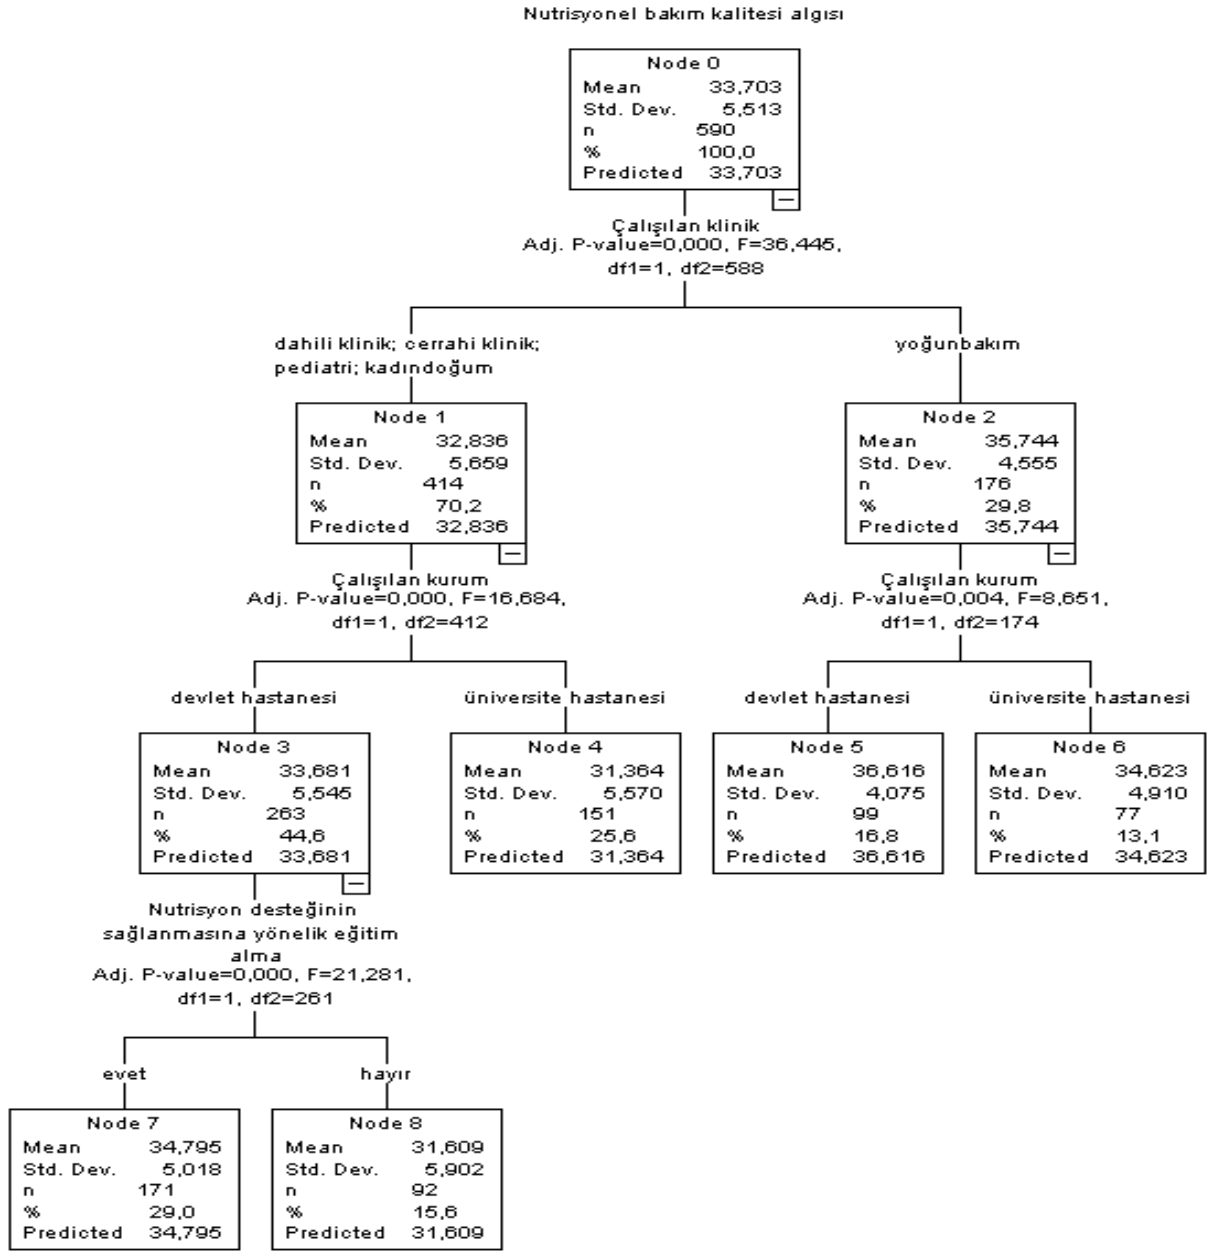 Nutrisyonel bakım kalitesi algısı
Node 0
Mean 33,703
Std. Dev. 5,513
n 590
% 100,0
Predicted 33,703
Çalışılan klinik
Adj. P-value=0,000, F=36,445,
df1=1, df2=588
dahili klinik; cerrahi klinik;
pediatri; kadındoğum
yoğunbakım
Node 1
Mean 32,836
Std. Dev. 5,659
n 414
% 70,2
Predicted 32,836
Node 2
Mean 35,744
Std. Dev. 4,555
n 176
% 29,8
Predicted 35,744
Çalışılan kurum
Adj. P-value=0,000, F=16,684,
df1=1, df2=412
Çalışılan kurum
Adj. P-value=0,004, F=8,651,
df1=1, df2=174
devlet hastanesi
üniversite hastanesi
devlet hastanesi
üniversite hastanesi
Node 3
Mean 33,681
Std. Dev. 5,545
n 263
% 44,6
Predicted 33,681
Node 4
Mean 31,364
Std. Dev. 5,570
n 151
% 25,6
Predicted 31,364
Node 5
Mean 36,616
Std. Dev. 4,075
n 99
% 16,8
Predicted 36,616
Node 6
Mean 34,623
Std. Dev. 4,910
n 77
% 13,1
Predicted 34,623
Nutrisyon desteğinin
sağlanmasına yönelik eğitim
alma
Adj. P-value=0,000, F=21,281,
df1=1, df2=261
evet
hayır
Node 7
Mean 34,795
Std. Dev. 5,018
n 171
% 29,0
Predicted 34,795
Node 8
Mean 31,609
Std. Dev. 5,902
n 92
% 15,6
Predicted 31,609